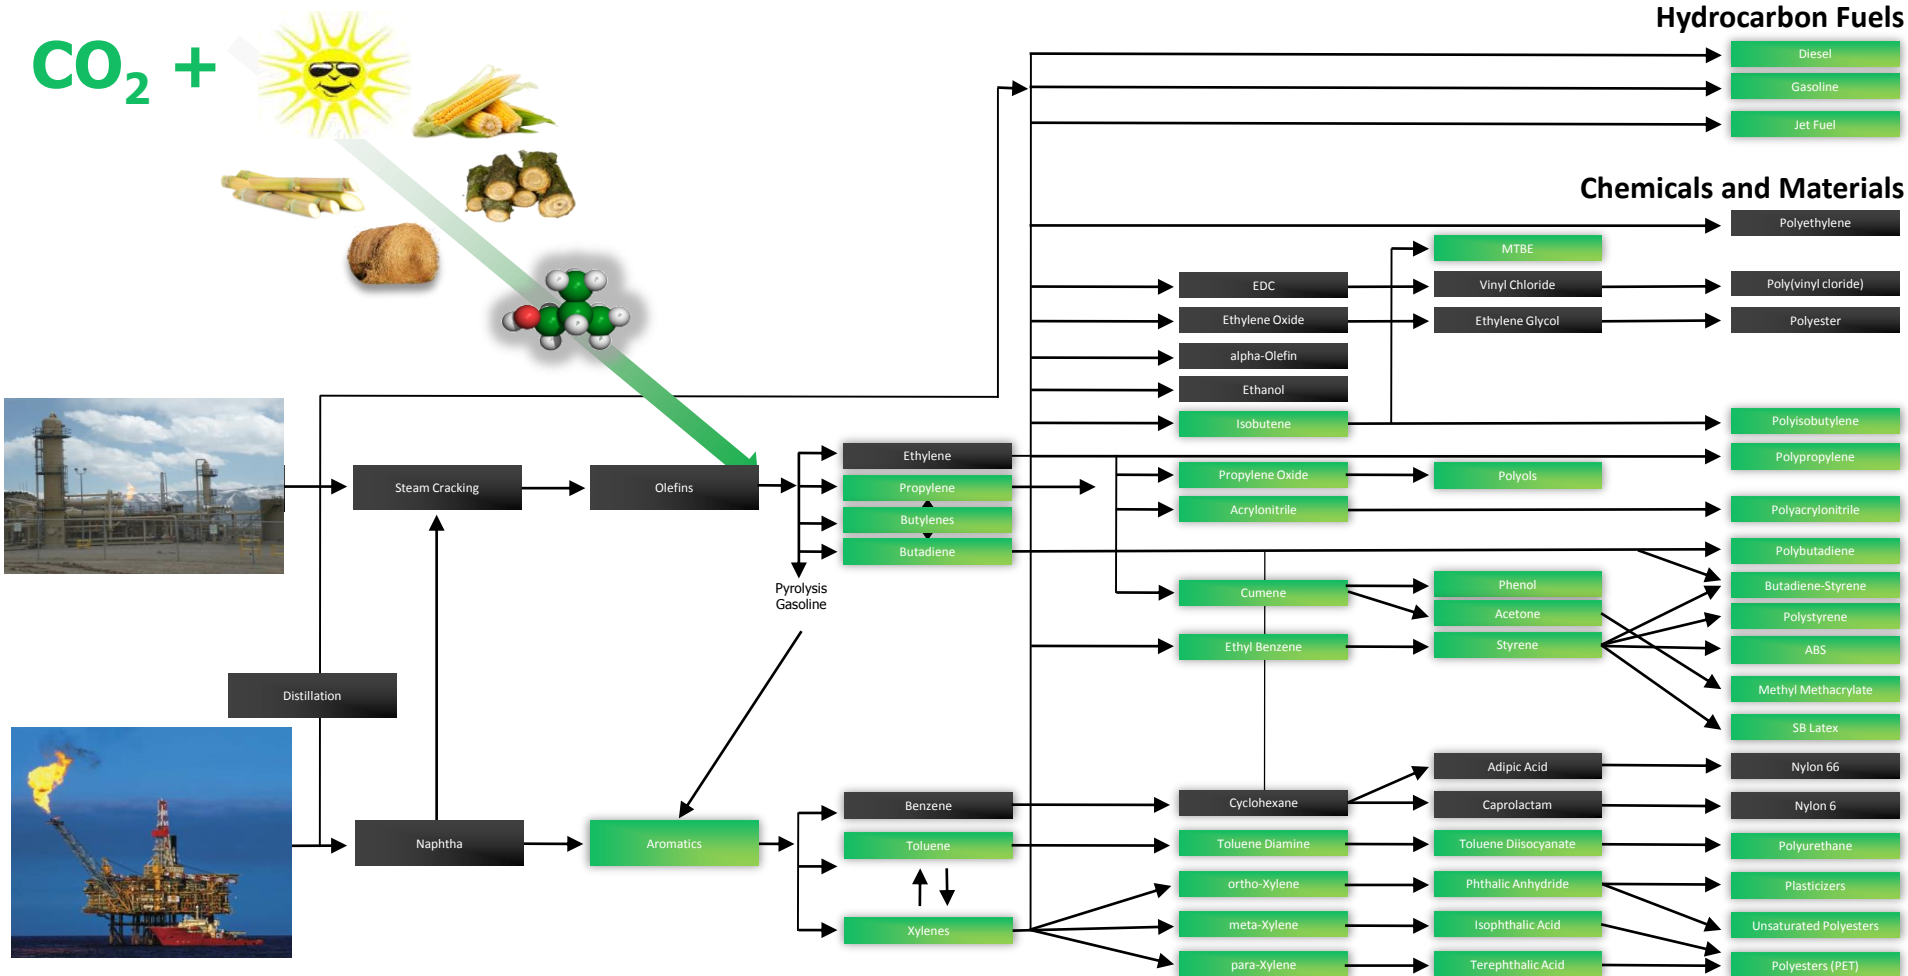 Hydrocarbon Fuels
CO2 +
Diesel
Gasoline
Jet Fuel
Chemicals and Materials
Polyethylene
MTBE
EDC
Vinyl Chloride
Poly(vinyl cloride)
Ethylene Oxide
Ethylene Glycol
Polyester
alpha-Olefin
Ethanol
Isobutene
Polyisobutylene
Ethylene
Polypropylene
Steam Cracking
Olefins
Propylene
Propylene Oxide
Polyols
Butylenes
Acrylonitrile
Polyacrylonitrile
Butadiene
Polybutadiene
Pyrolysis
Gasoline
Cumene
Phenol
Butadiene-Styrene
Acetone
Polystyrene
Ethyl Benzene
Styrene
ABS
Distillation
Methyl Methacrylate
SB Latex
Adipic Acid
Nylon 66
Benzene
Cyclohexane
Caprolactam
Nylon 6
Naphtha
Aromatics
Toluene
Toluene Diamine
Toluene Diisocyanate
Polyurethane
ortho-Xylene
Phthalic Anhydride
Plasticizers
Xylenes
meta-Xylene
Isophthalic Acid
Unsaturated Polyesters
para-Xylene
Terephthalic Acid
Polyesters (PET)